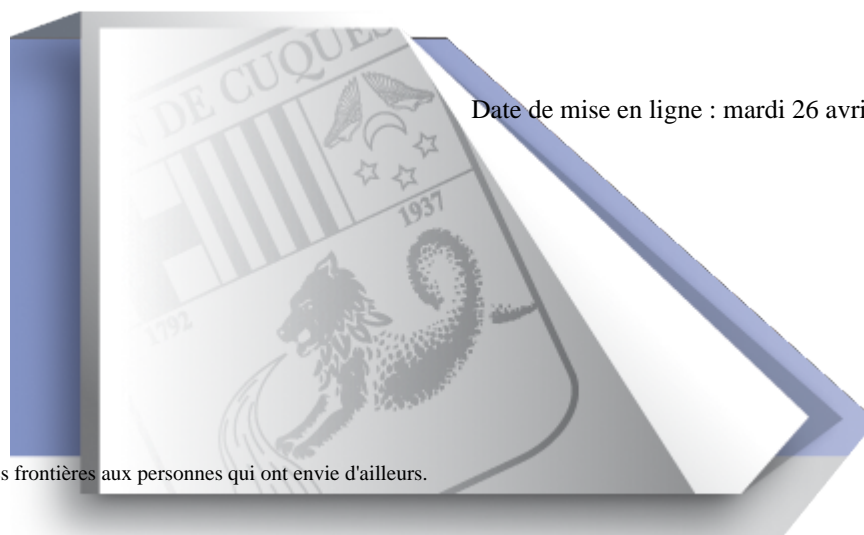 N DE CUQUES
Date de mise en ligne : mardi 26 avri
1937
1792
s frontières aux personnes qui ont envie d'ailleurs.